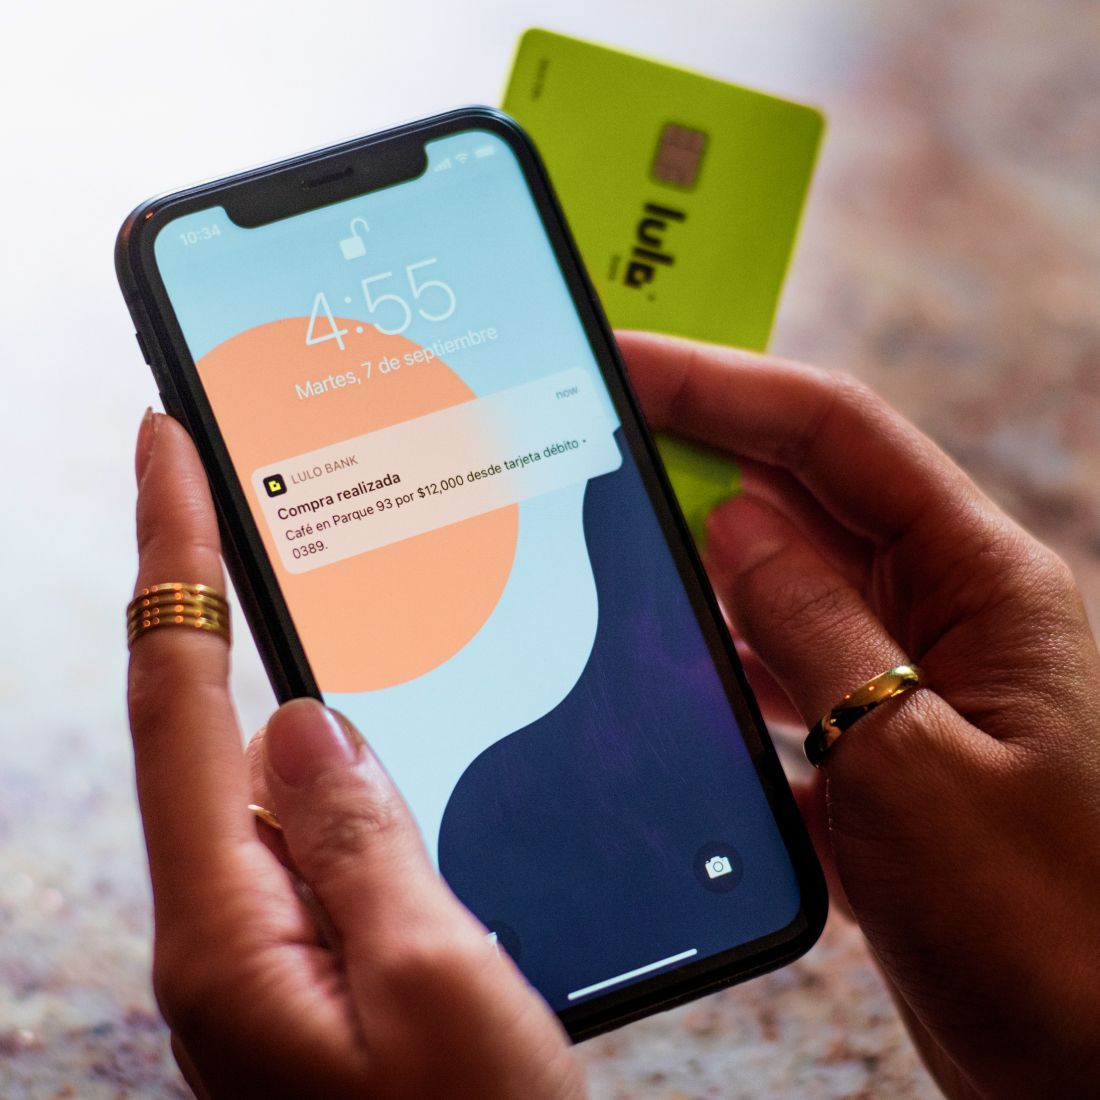 10:34
4:55
Martes, 7 de septiembre
LULO BANK
now
Compra realizada
Café en Parque 93 por $12,000 desde tarjeta débito •
0389.
lulo